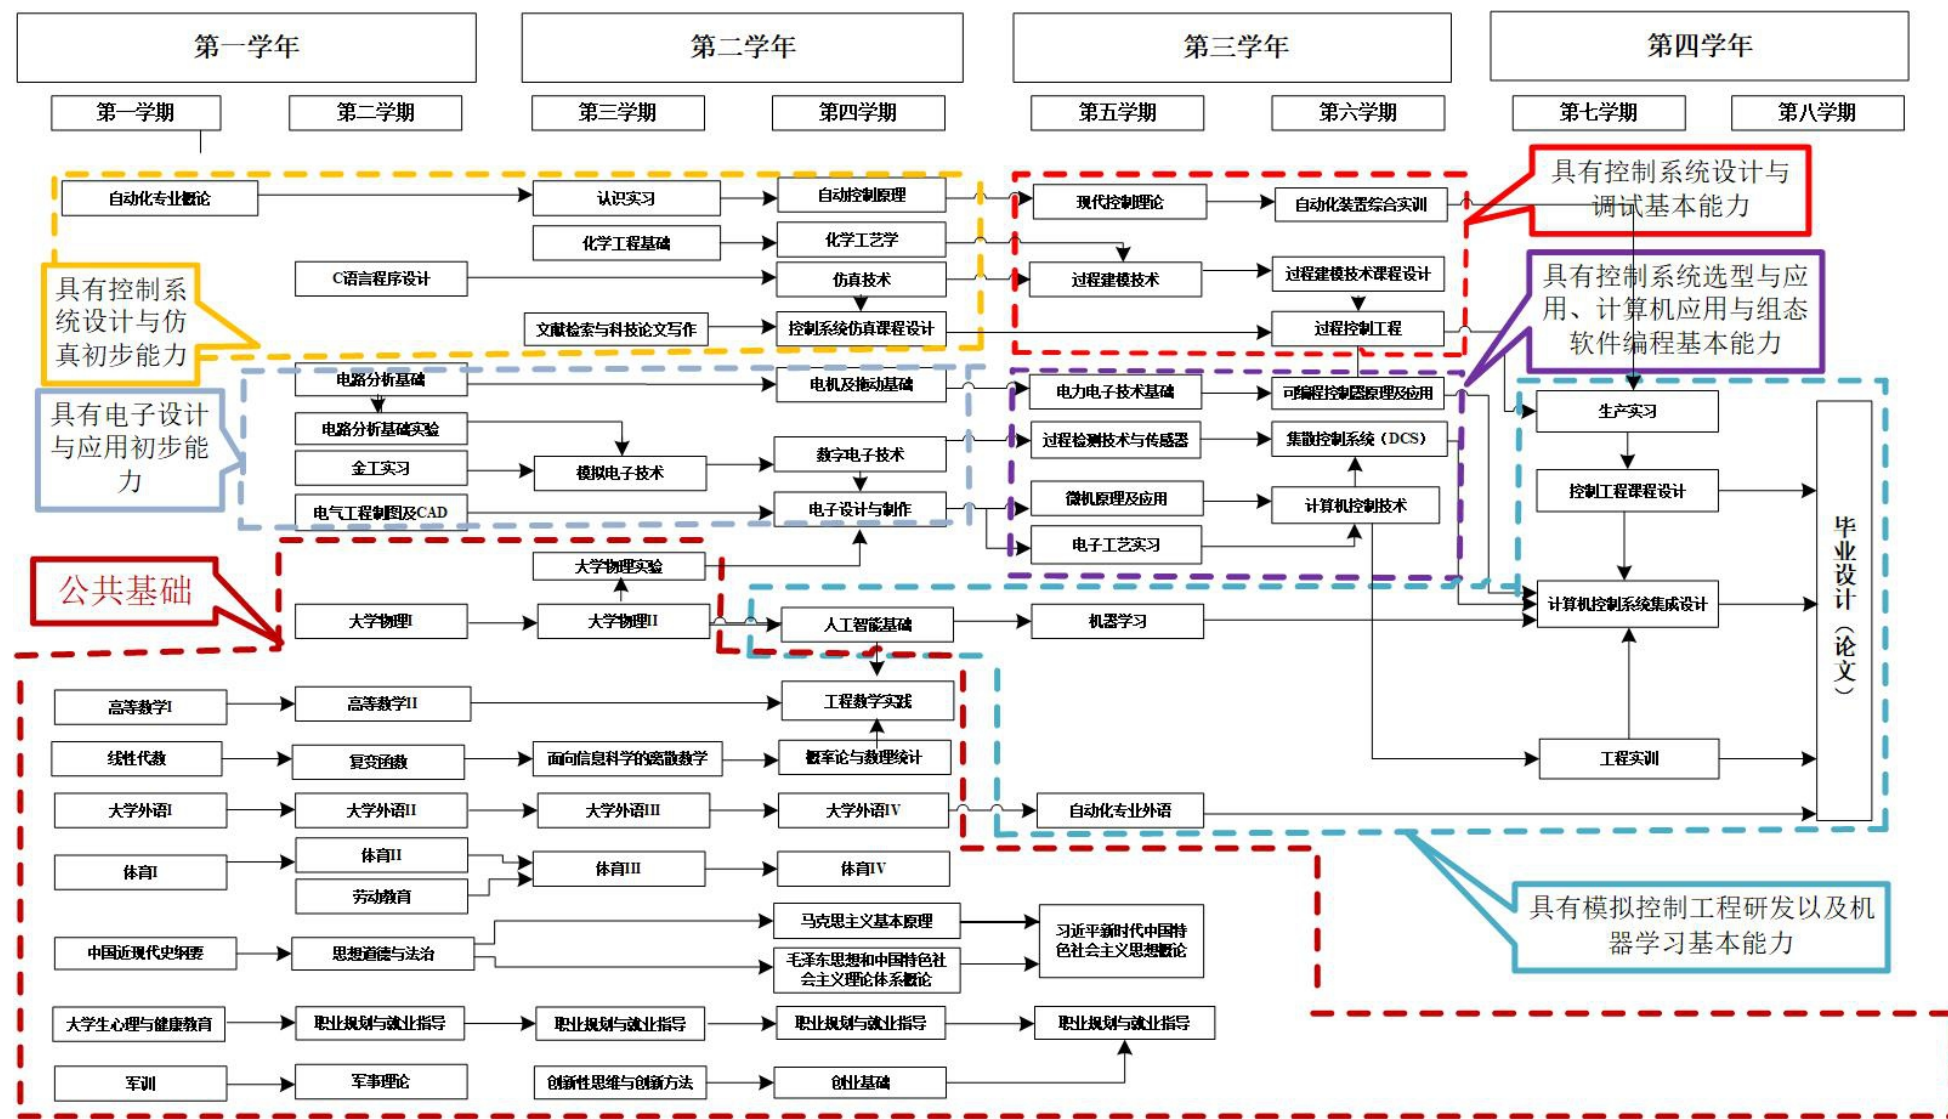 第一学年
第二学年
第三学年
第四学年
第一学期
第二学期
第三学期
第四学期
第五学期
第六学期
第七学期
第八学期
自动化专业概论
认识实习
自动控制原理
现代控制理论
自动化装置综合实训
具有控制系统设计与
调试基本能力
化学工程基础
化学工艺学
C语言程序设计
仿真技术
过程建模技术
过程建模技术课程设计
具有控制系
统设计与仿
真初步能力
文献检索与科技论文写作
控制系统仿真课程设计
过程控制工程
具有控制系统选型与应
用、计算机应用与组态
软件编程基本能力
电路分析基础
电机及拖动基础
电力电子技术基础
可编程控制器原理及应用
生产实习
具有电子设计
与应用初步能
力
电路分析基础实验
数字电子技术
过程检测技术与传感器
集散控制系统（DCS）
金工实习
模拟电子技术
控制工程课程设计
电气工程制图及CAD
电子设计与制作
微机原理及应用
计算机控制技术
电子工艺实习
毕业设计（论文）
公共基础
大学物理实验
大学物理I
大学物理II
人工智能基础
机器学习
计算机控制系统集成设计
高等数学I
高等数学II
工程数学实践
线性代数
复变函数
面向信息科学的离散数学
概率论与数理统计
工程实训
大学外语I
大学外语II
大学外语III
大学外语IV
自动化专业外语
体育I
体育II
劳动教育
体育III
体育IV
具有模拟控制工程研发以及机
器学习基本能力
中国近现代史纲要
思想道德与法治
马克思主义基本原理
毛泽东思想和中国特色社
会主义理论体系概论
习近平新时代中国特
色社会主义思想概论
大学生心理与健康教育
职业规划与就业指导
职业规划与就业指导
职业规划与就业指导
职业规划与就业指导
军训
军事理论
创新性思维与创新方法
创业基础